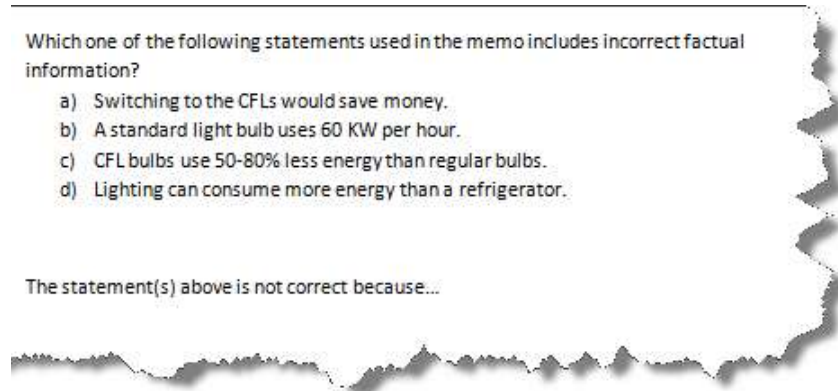 Which one of the following statements used in the memo includes incorrect factual
information?
a) Switching to the CFLs would save money.
b) A standard light bulb uses 60 KW per hour.
c) CFL bulbs use 50-80% less energy than regular bulbs.
d) Lighting can consume more energy than a refrigerator.
The statement(s) above is not correct because...